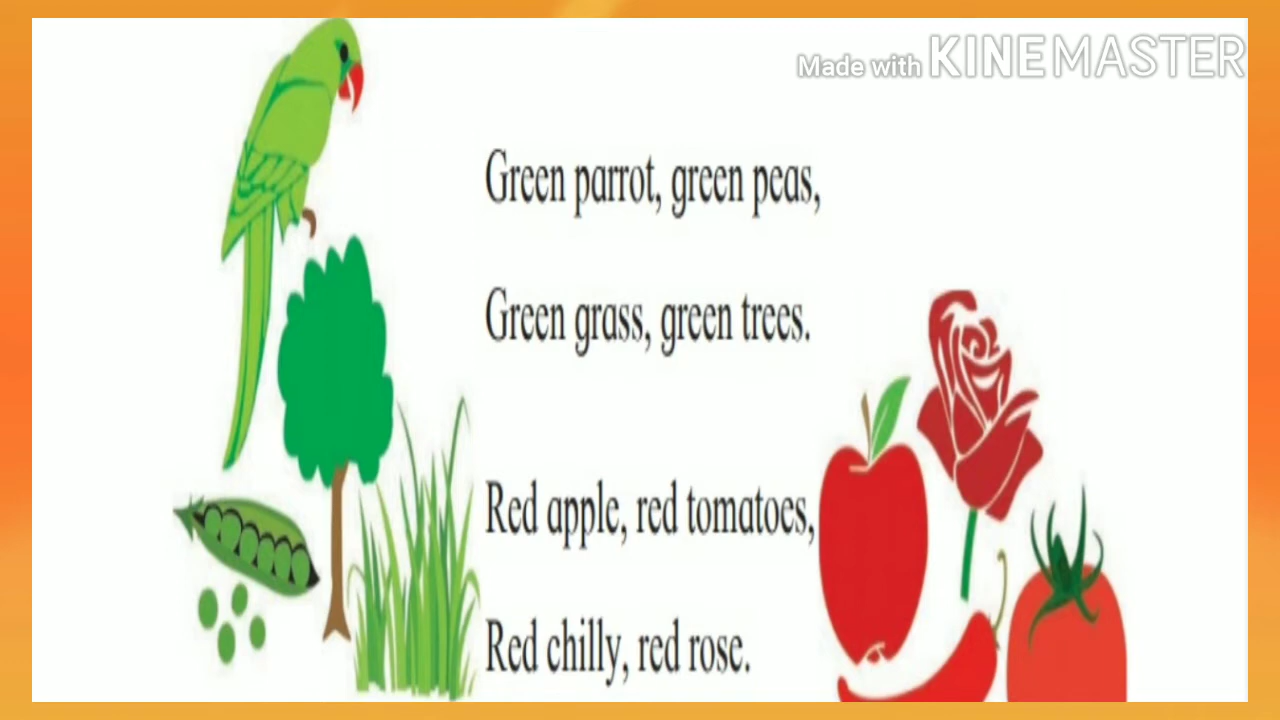 Made with KINEMASTER
Green parrot, green peas,
Green grass, green trees.
Red apple, red tomatoes,
Red chilly, red rose.